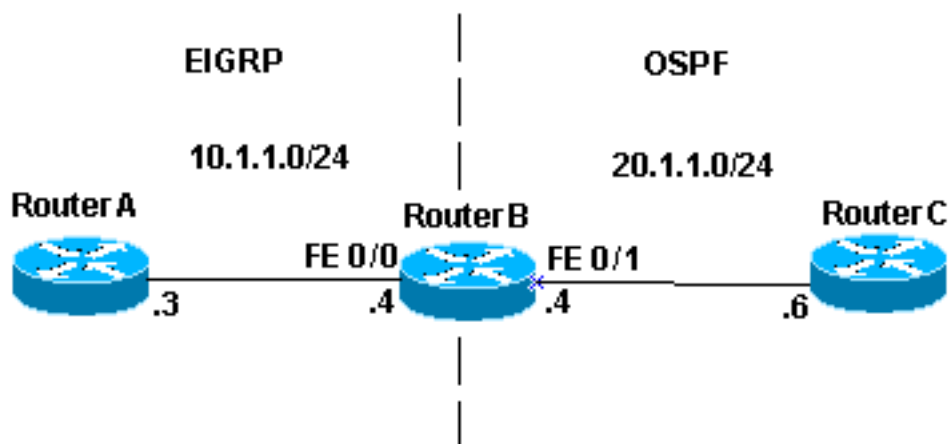 EIGRP
OSPF
10.1.1.0/24
20.1.1.0/24
Router A
Router B
Router C
FE 0/0
FE 0/1
.3
.4
.4
.6